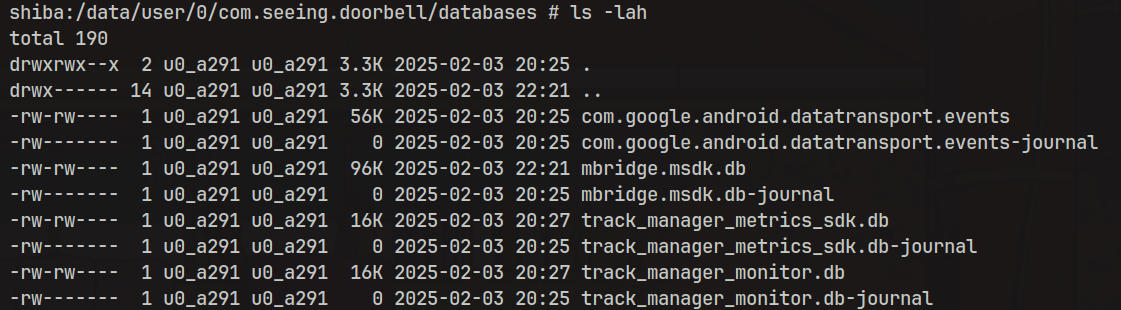 shiba:/data/user/0/com.seeing.doorbell/databases # ls -lah
total 190
drwxrwx--x  2 u0_a291 u0_a291 3.3K 2025-02-03 20:25 .
drwx------ 14 u0_a291 u0_a291 3.3K 2025-02-03 22:21 ..
-rw-rw----  1 u0_a291 u0_a291  56K 2025-02-03 20:25 com.google.android.datatransport.events
-rw-------  1 u0_a291 u0_a291    0 2025-02-03 20:25 com.google.android.datatransport.events-journal
-rw-rw----  1 u0_a291 u0_a291  96K 2025-02-03 22:21 mbridge.msdk.db
-rw-------  1 u0_a291 u0_a291    0 2025-02-03 20:25 mbridge.msdk.db-journal
-rw-rw----  1 u0_a291 u0_a291  16K 2025-02-03 20:27 track_manager_metrics_sdk.db
-rw-------  1 u0_a291 u0_a291    0 2025-02-03 20:25 track_manager_metrics_sdk.db-journal
-rw-rw----  1 u0_a291 u0_a291  16K 2025-02-03 20:27 track_manager_monitor.db
-rw-------  1 u0_a291 u0_a291    0 2025-02-03 20:25 track_manager_monitor.db-journal